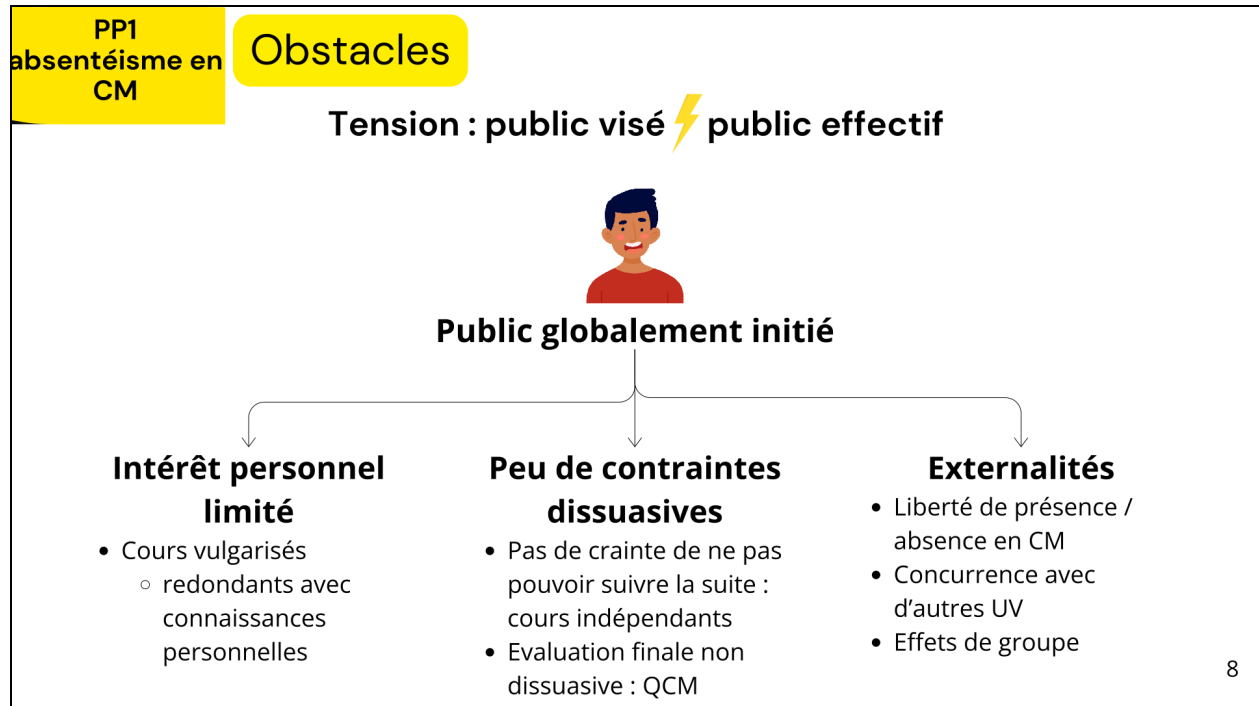 PP1
absentéisme en
CM
Obstacles
Tension : public visé public effectif
Public globalement initié
Intérêt personnel
limité
• Cours vulgarisés
○ redondants avec
connaissances
personnelles
Peu de contraintes
dissuasives
• Pas de crainte de ne pas
pouvoir suivre la suite :
cours indépendants
• Evaluation finale non
dissuasive : QCM
Externalités
• Liberté de présence /
absence en CM
• Concurrence avec
d'autres UV
• Effets de groupe
8